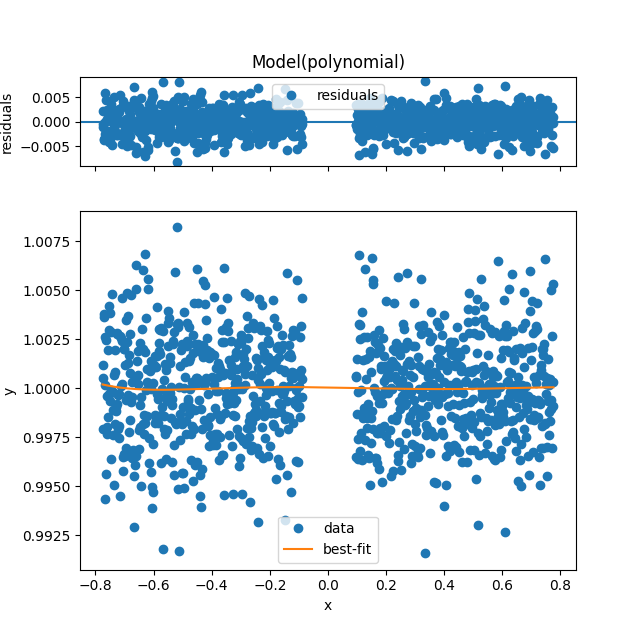 Model(polynomial)
residuals
0.005
0.000
−0.005
residuals
y
1.0075
1.0050
1.0025
1.0000
0.9975
0.9950
0.9925
data
best-fit
−0.8 −0.6 −0.4 −0.2 0.0 0.2 0.4 0.6 0.8
x